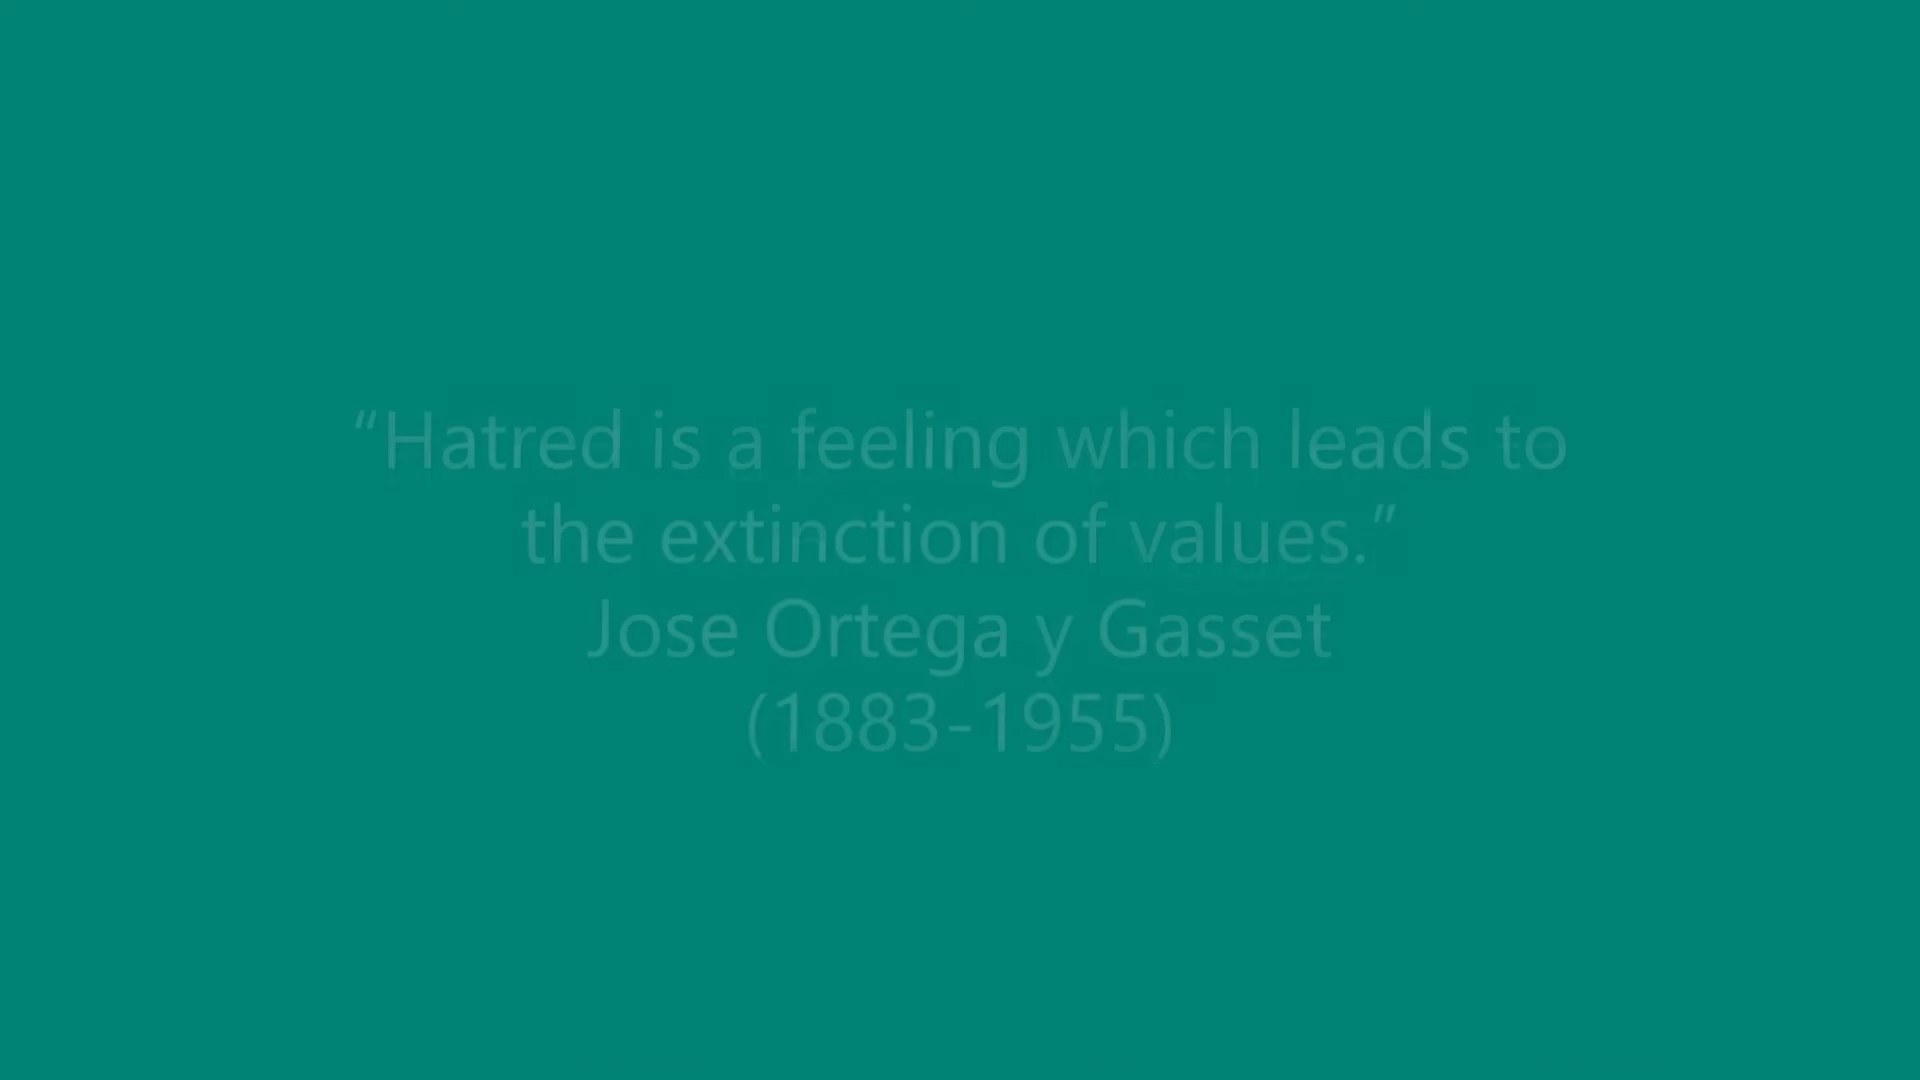 “Hatred is a feeling which leads to
the extinction of values.”
Jose Ortega y Gasset
(1883-1955)